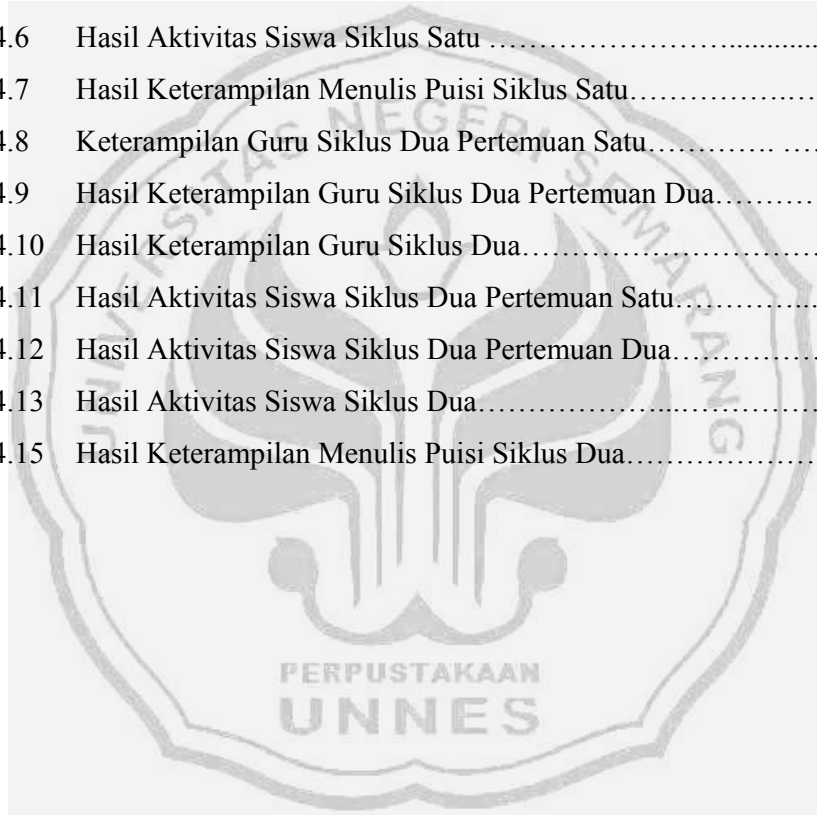 4.6 Hasil Aktivitas Siswa Siklus Satu …………………….............
4.7 Hasil Keterampilan Menulis Puisi Siklus Satu…………….…
4.8 Keterampilan Guru Siklus Dua Pertemuan Satu…………. ….
4.9 Hasil Keterampilan Guru Siklus Dua Pertemuan Dua…………
4.10 Hasil Keterampilan Guru Siklus Dua……………………………
4.11 Hasil Aktivitas Siswa Siklus Dua Pertemuan Satu…………...
4.12 Hasil Aktivitas Siswa Siklus Dua Pertemuan Dua……………
4.13 Hasil Aktivitas Siswa Siklus Dua………………...…………
4.15 Hasil Keterampilan Menulis Puisi Siklus Dua…………………
UNIVERSITAS NEGERI SEMARANG
PERPUSTAKAAN
UNNES